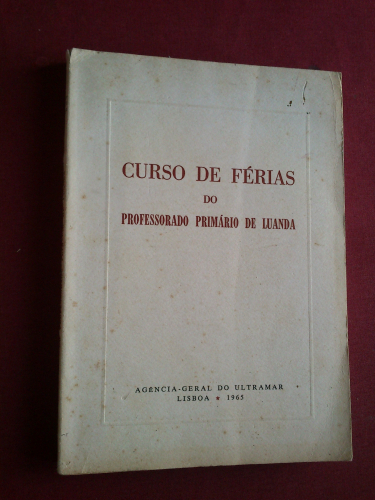 CURSO DE FÉRIAS
DO
PROFESSORADO PRIMÁRIO DE LUANDA
AGÊNCIA-GERAL DO ULTRAMAR
LISBOA * 1965